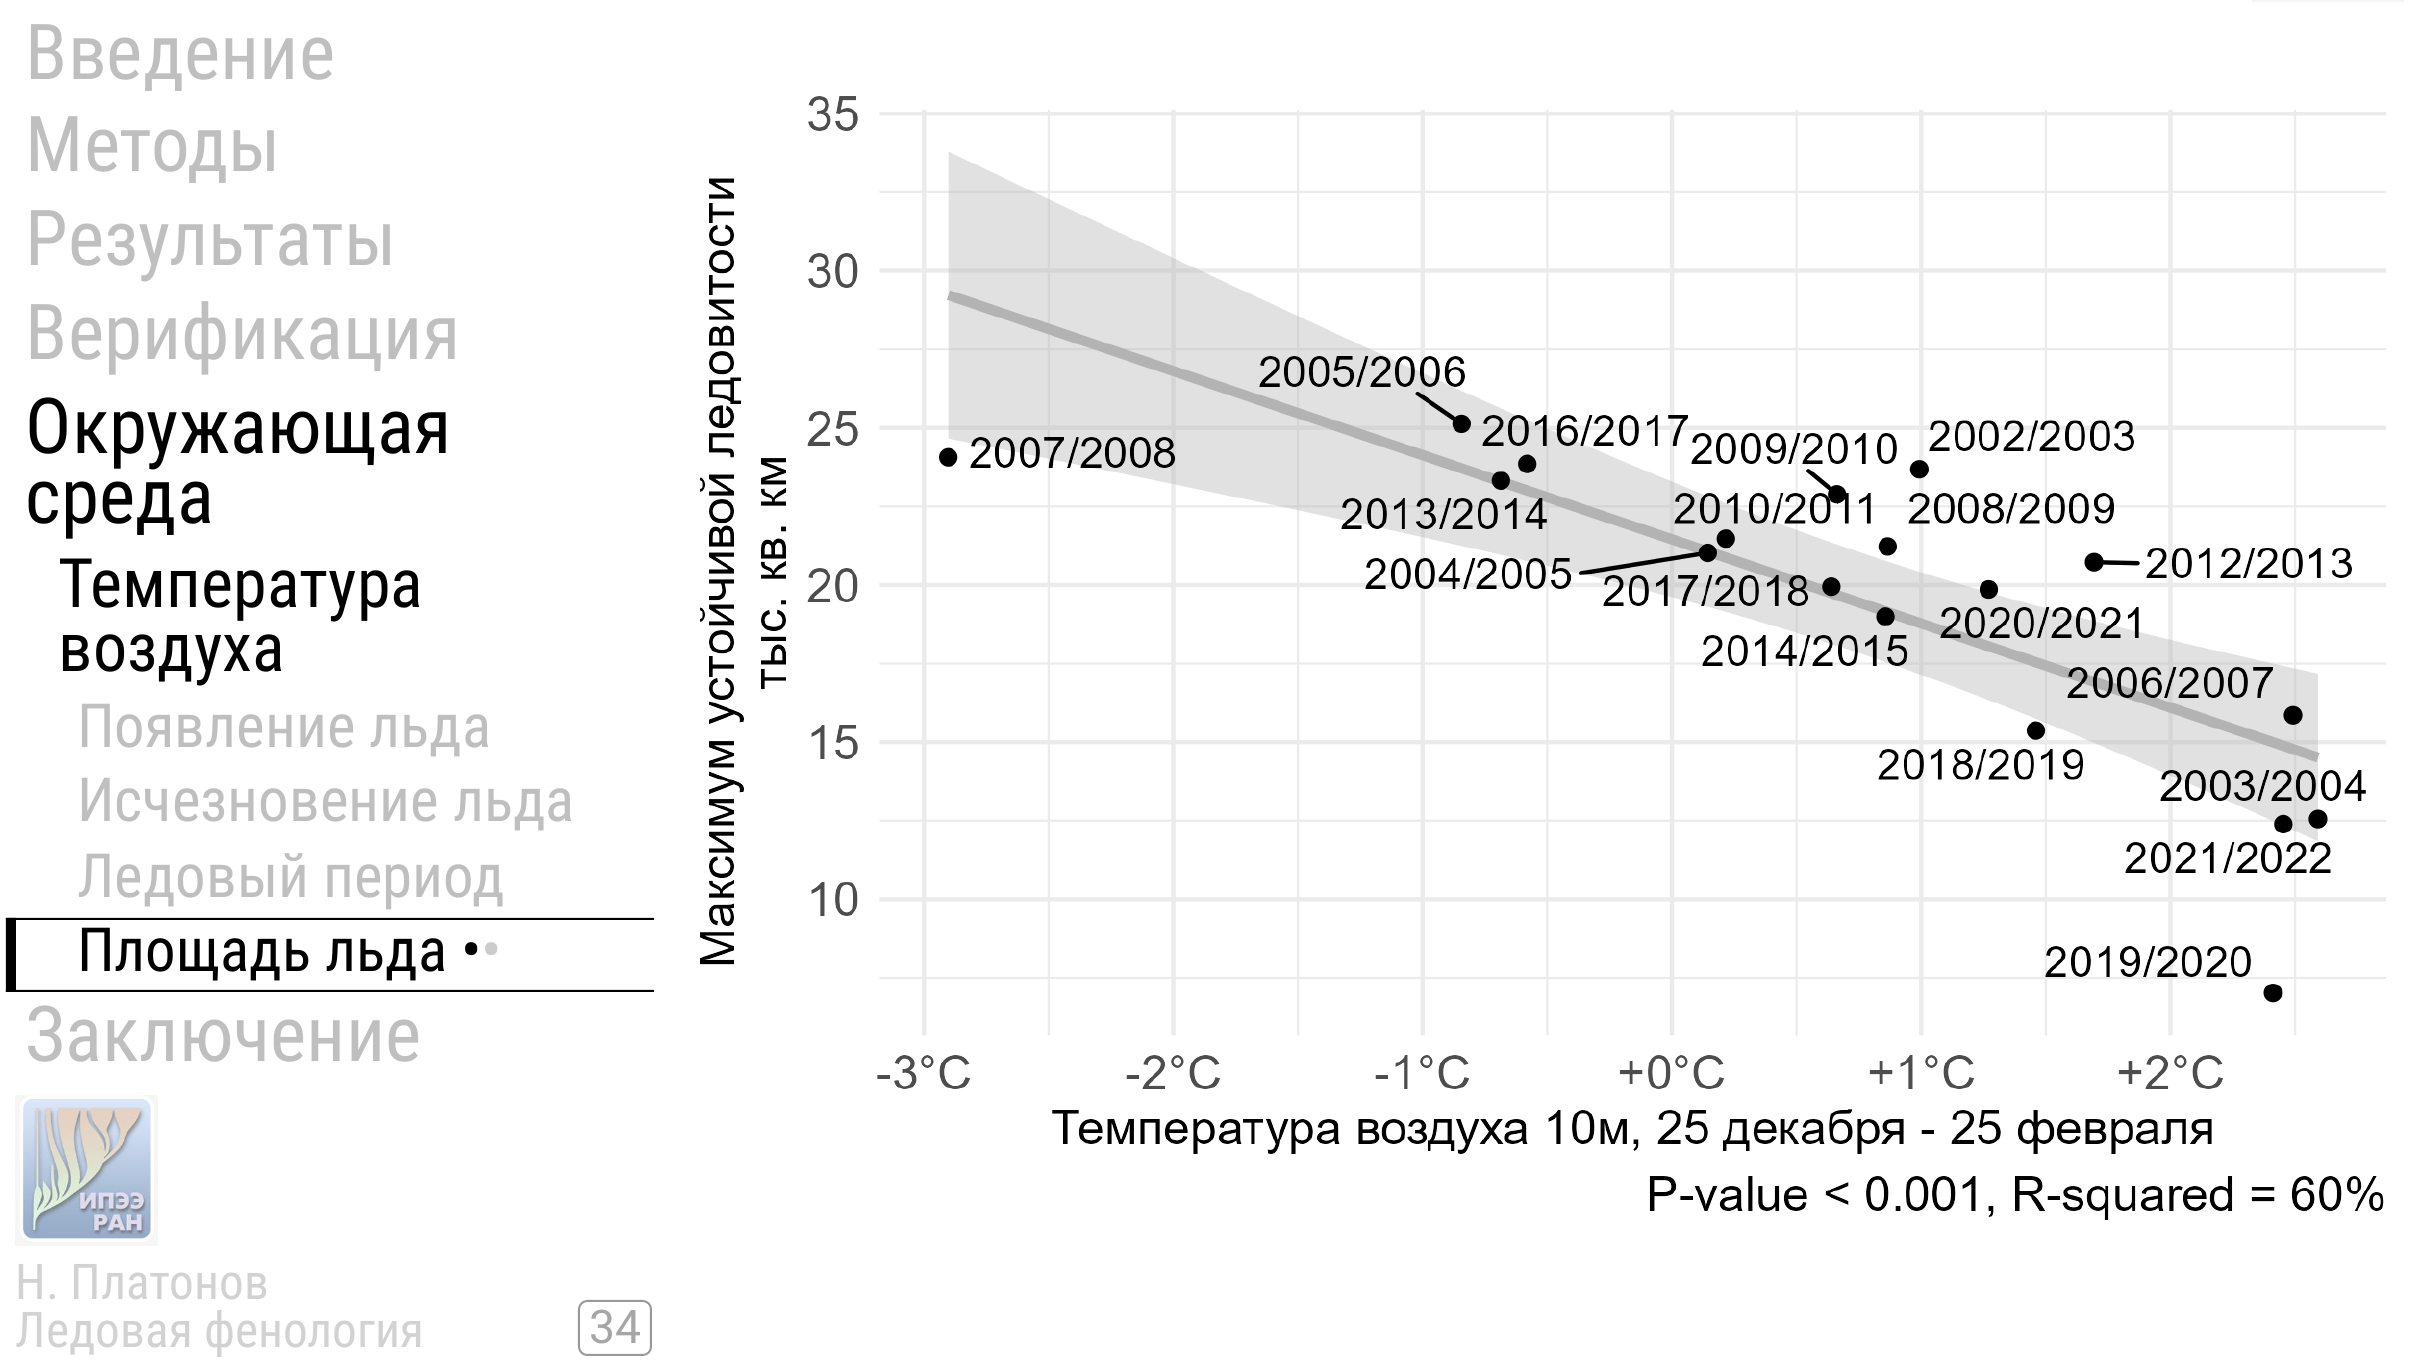 Введение
Методы
Результаты
Верификация
Окружающая
среда
Температура
воздуха
Появление льда
Исчезновение льда
Ледовый период
Площадь льда
Заключение
ИПЭЭ
РАН
Н. Платонов
Ледовая фенология
34
Максимум устойчивой ледовитости
тыс. кв. км
35
30
25
20
15
10
2005/2006
2016/2017
2009/2010
2002/2003
2007/2008
2013/2014
2010/2011
2008/2009
2004/2005
2017/2018
2012/2013
2020/2021
2014/2015
2006/2007
2018/2019
2003/2004
2021/2022
2019/2020
-3°C
-2°C
-1°C
+0°C
+1°C
+2°C
Температура воздуха 10м, 25 декабря - 25 февраля
P-value < 0.001, R-squared = 60%